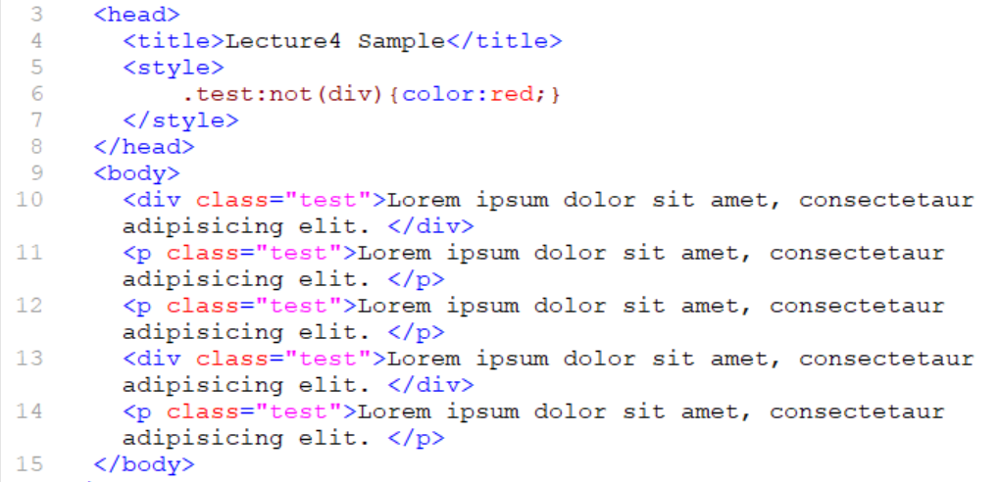 3 <head>
4 <title>Lecture4 Sample</title>
5 <style>
6 .test:not(div){color:red;}
7 </style>
8 </head>
9 <body>
10 <div class="test">Lorem ipsum dolor sit amet, consectetaur
adipisicing elit. </div>
11 <p class="test">Lorem ipsum dolor sit amet, consectetaur
adipisicing elit. </p>
12 <p class="test">Lorem ipsum dolor sit amet, consectetaur
adipisicing elit. </p>
13 <div class="test">Lorem ipsum dolor sit amet, consectetaur
adipisicing elit. </div>
14 <p class="test">Lorem ipsum dolor sit amet, consectetaur
adipisicing elit. </p>
15 </body>